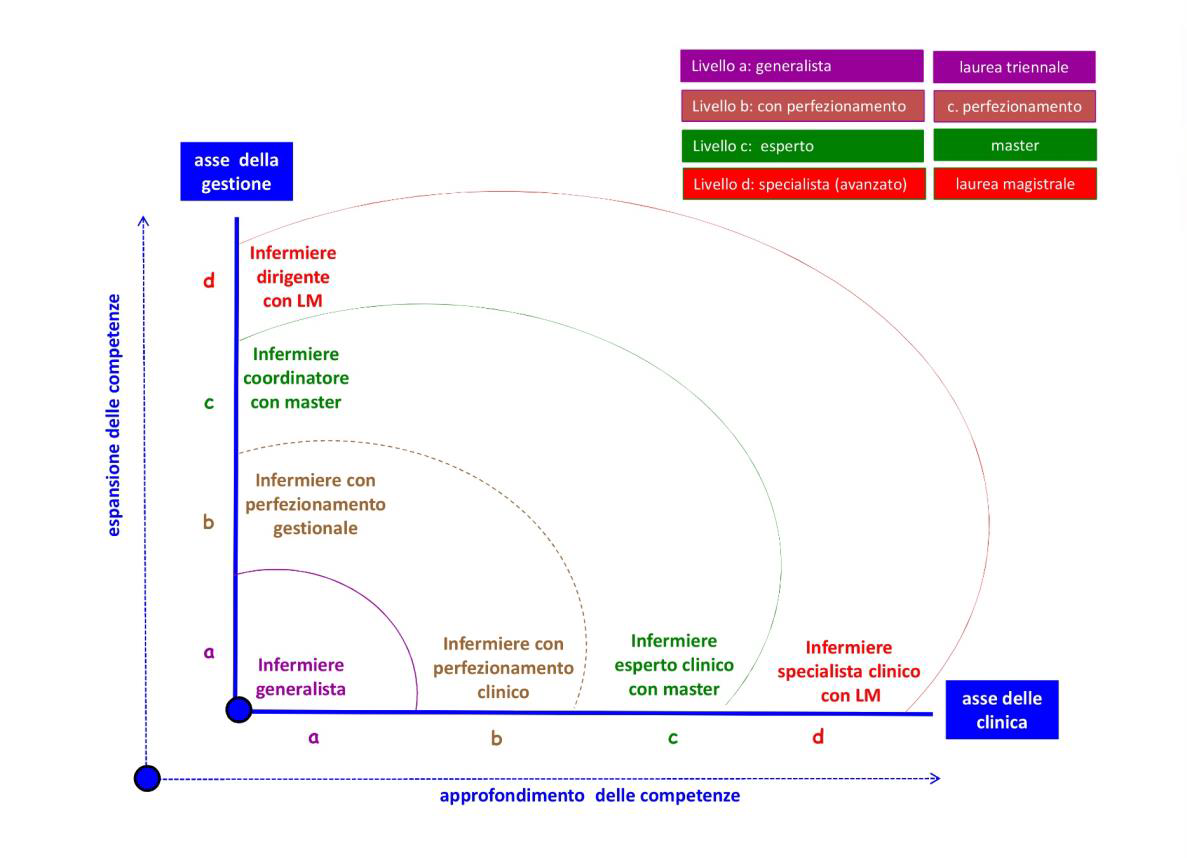 Livello a: generalista
laurea triennale
Livello b: con perfezionamento
c. perfezionamento
Livello c: esperto
master
Livello d: specialista (avanzato)
laurea magistrale
asse della
gestione
d
Infermiere
dirigente
con LM
c
Infermiere
coordinatore
con master
b
Infermiere con
perfezionamento
gestionale
a
Infermiere
generalista
Infermiere con
perfezionamento
clinico
Infermiere
esperto clinico
con master
Infermiere
specialista clinico
con LM
asse delle
clinica
a
b
c
d
espansione delle competenze
approfondimento delle competenze